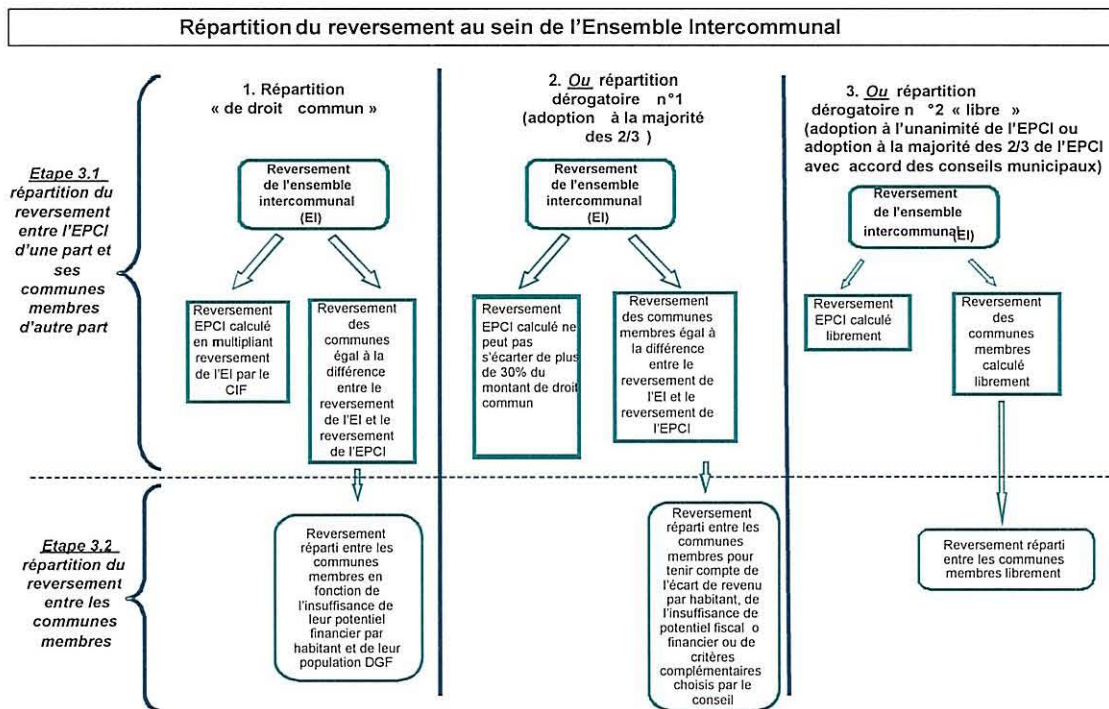 Répartition du reversement au sein de l'Ensemble Intercommunal
1. Répartition
« de droit commun »
2. Ou répartition
dérogatoire n°1
(adoption à la majorité
des 2/3 )
3. Ou répartition
dérogatoire n °2 « libre »
(adoption à l'unanimité de l'EPCI ou
adoption à la majorité des 2/3 de l'EPCI
avec accord des conseils municipaux)
Etape 3.1
répartition du
reversement
entre l'EPCI
d'une part et
ses
communes
membres
d'autre part
Reversement
de l'ensemble
intercommunal
(EI)
Reversement
EPCI calculé
en multipliant
reversement
de l'EI par le
CIF
Reversement
des
communes
égal à la
différence
entre le
reversement
de l'EI et le
reversement
de l'EPCI
Reversement
de l'ensemble
intercommunal
(EI)
Reversement
EPCI calculé ne
peut pas
s'écarter de plus
de 30% du
montant de droit
commun
Reversement
des communes
membres égal à
la différence
entre le
reversement de
l'EI et le
reversement de
l'EPCI
Reversement
de l'ensemble
intercommunal (EI)
Reversement
EPCI calculé
librement
Reversement
des
communes
membres
calculé
librement
Etape 3.2
répartition du
reversement
entre les
communes
membres
Reversement
réparti entre les
communes
membres en
fonction de
l'insuffisance de
leur potentiel
financier par
habitant et de leur
population DGF
Reversement
réparti entre les
communes
membres pour
tenir compte de
l'écart de revenu
par habitant, de
l'insuffisance de
potentiel fiscal o
financier ou de
critères
complémentaires
choisis par le
conseil
Reversement réparti
entre les communes
membres librement